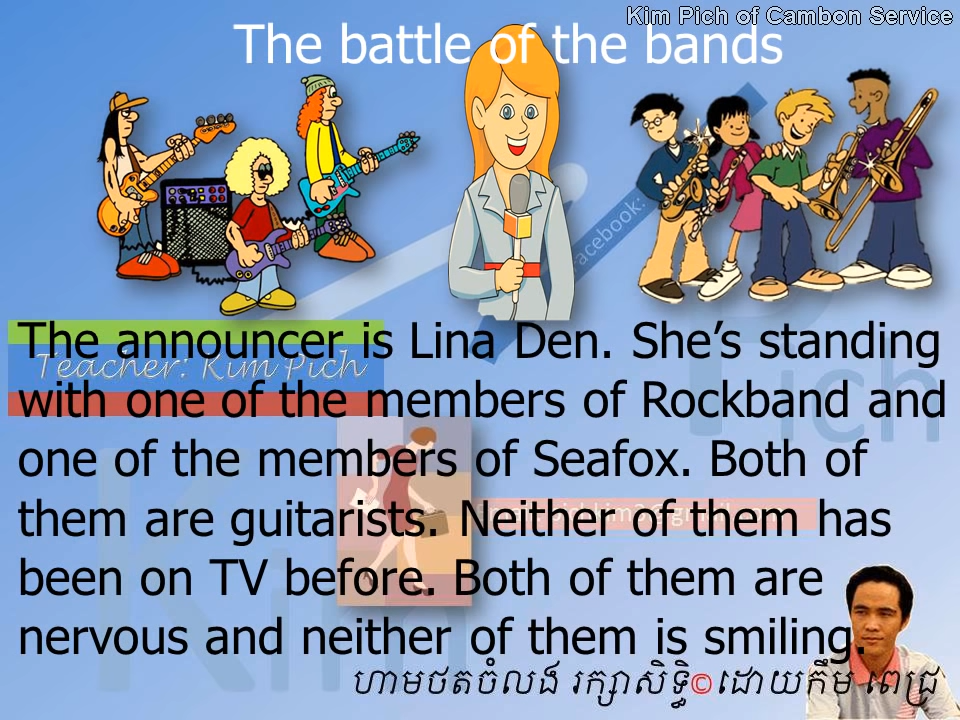 Kim Pich of Cambon Service
The battle of the bands
facebook:
The announcer is Lina Den. She’s standing
Teacher: Kim Pich
with one of the members of Rockband and
one of the members of Seafox. Both of
them are guitarists. Neither of them has
been on TV before. Both of them are
nervous and neither of them is smiling.
ហាមថតចំលង រក្សាសិទ្ធិ©ដោយកឹម ពេជ្រ